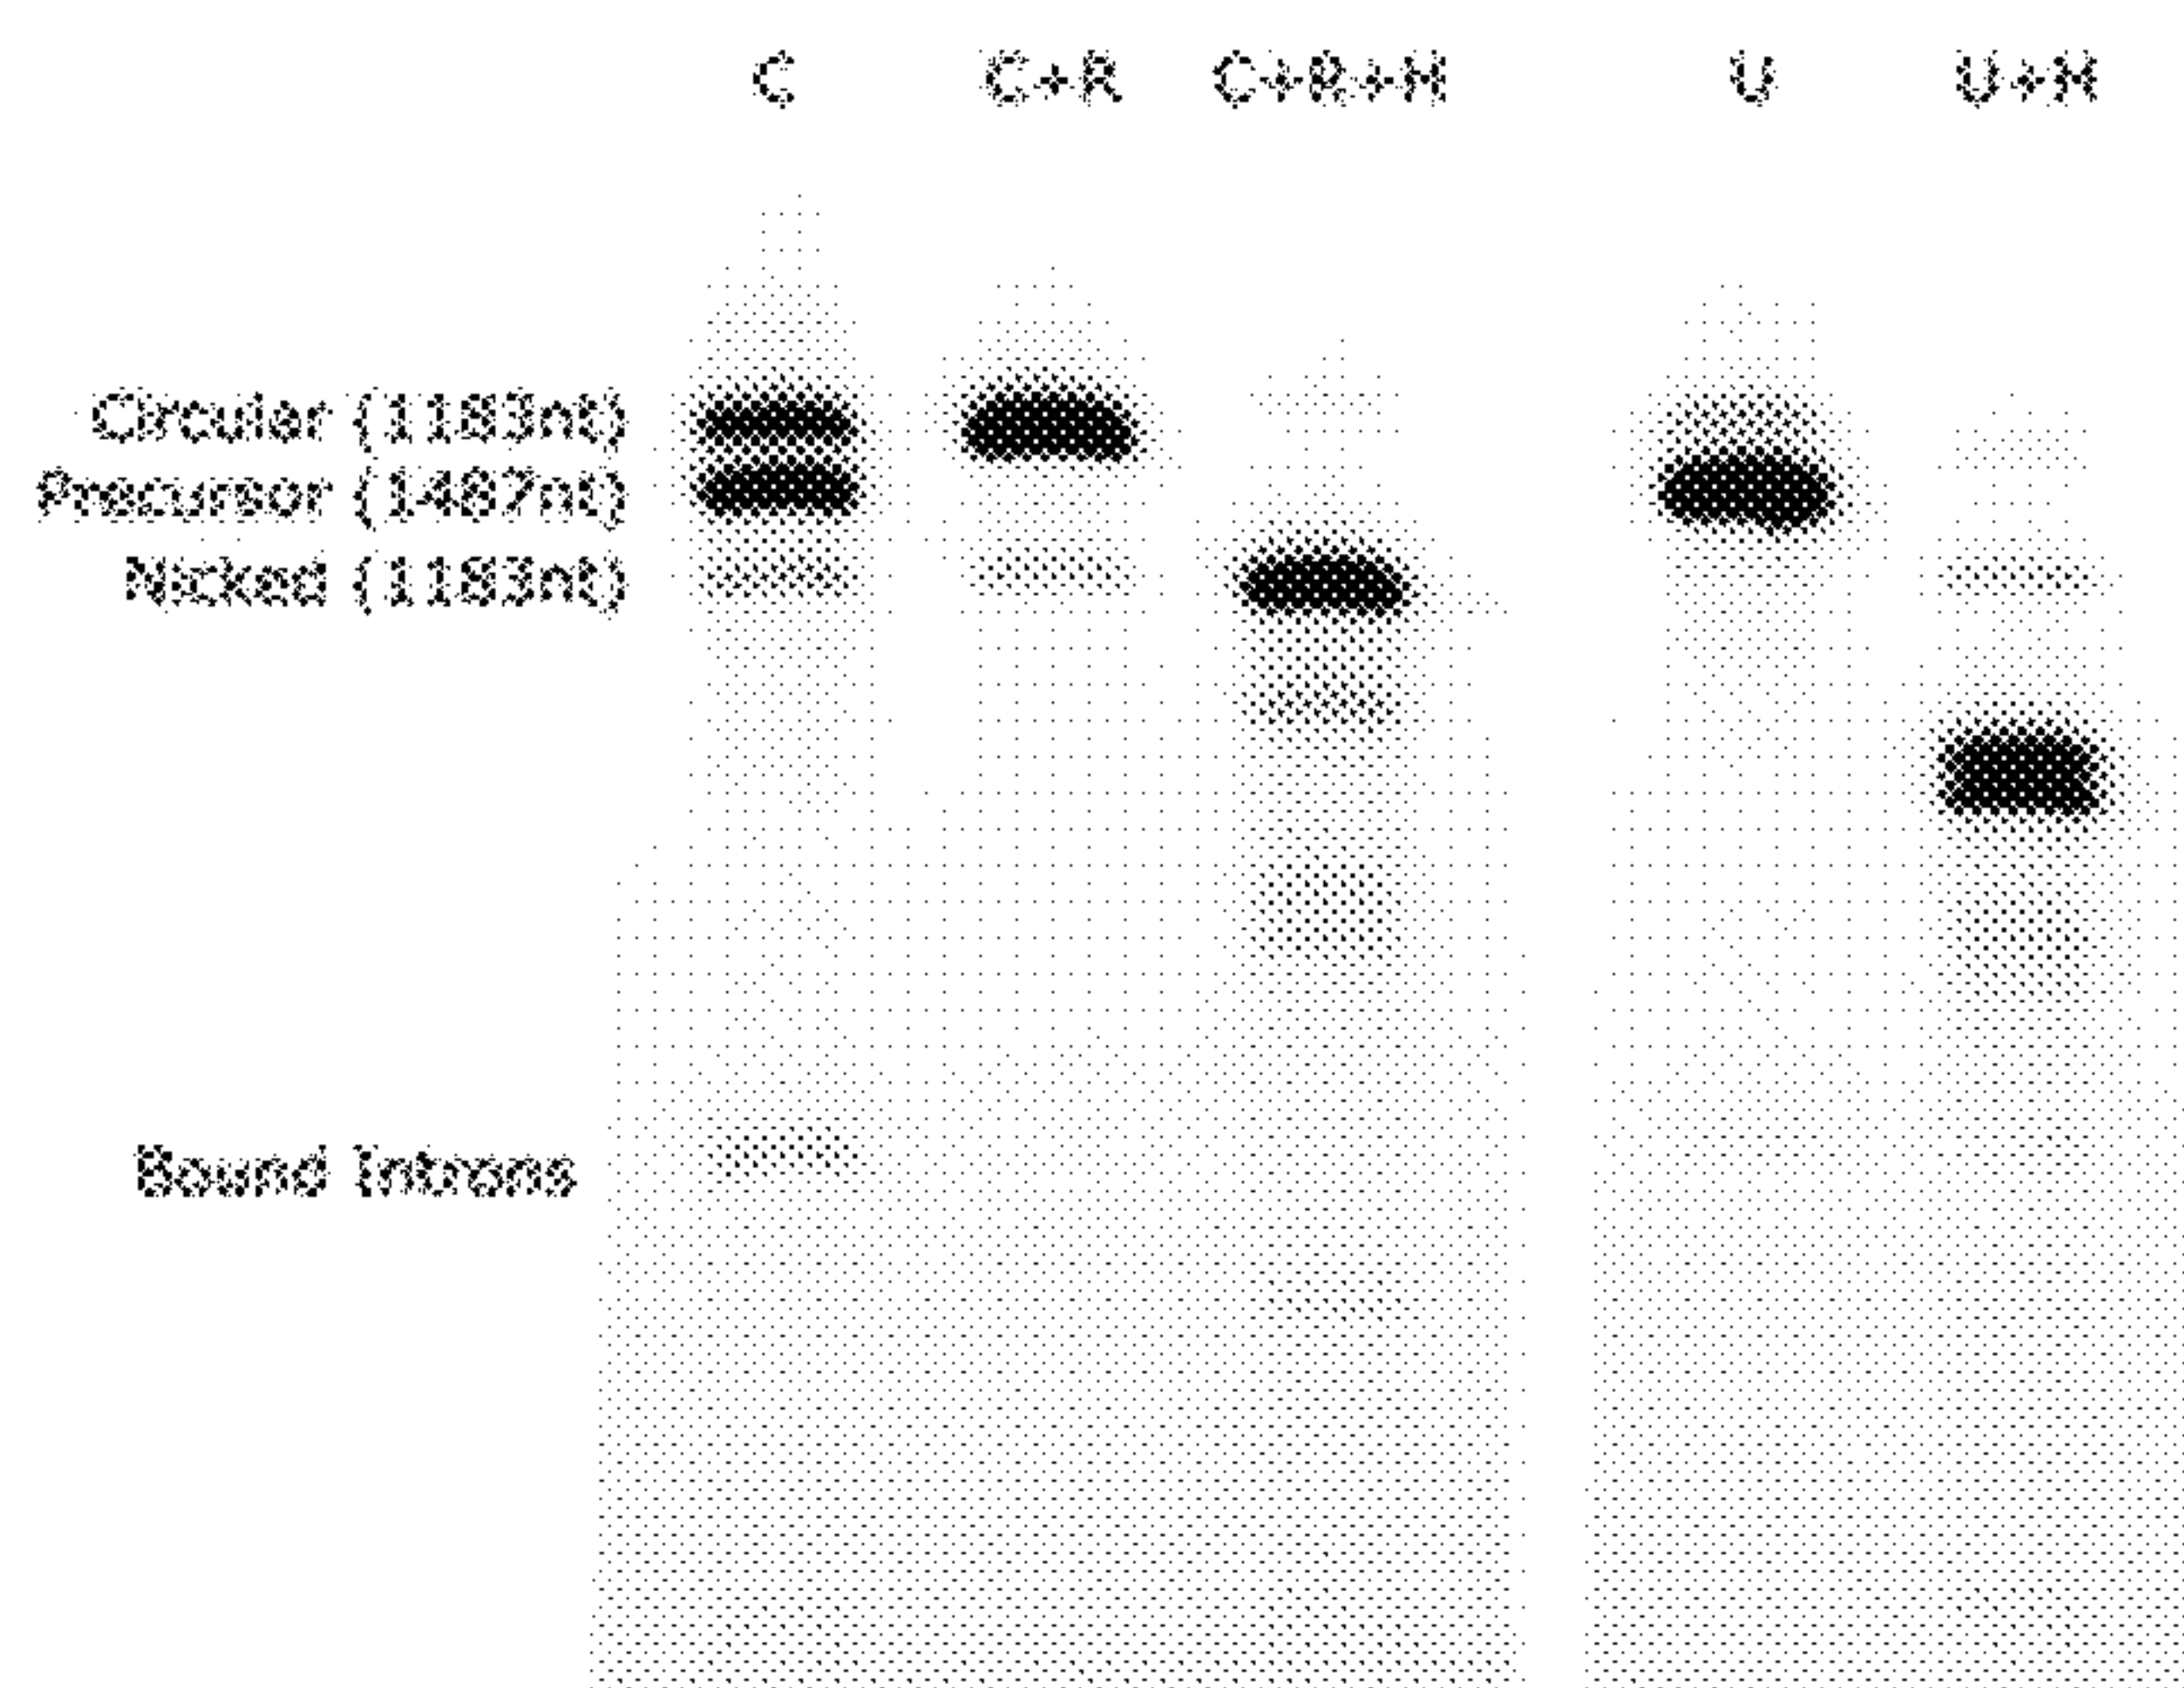 C C+R C+R+H U U+H
Circular (1183nt)
Precursor (1487nt)
Nicked (1183nt)
Bound Introns